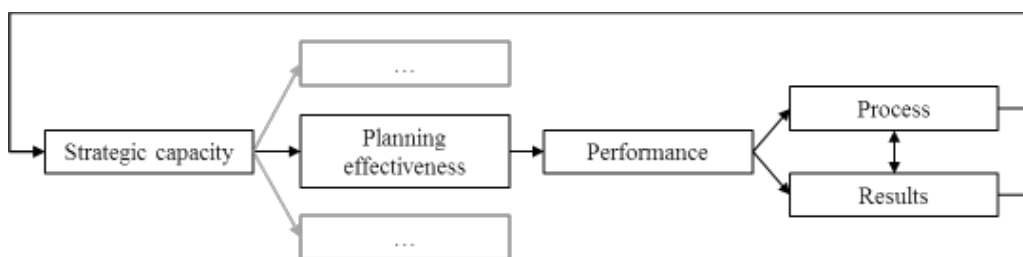 …
Strategic capacity
Planning
effectiveness
Performance
Process
Results
…